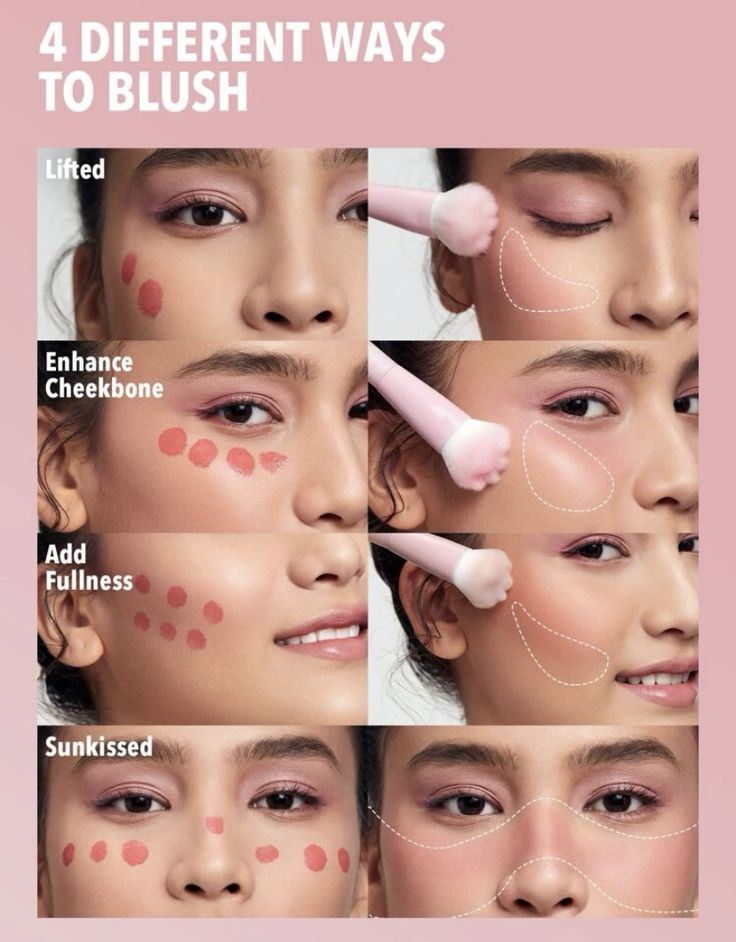 4 DIFFERENT WAYS
TO BLUSH
Lifted
Enhance
Cheekbone
Add
Fullness
Sunkissed